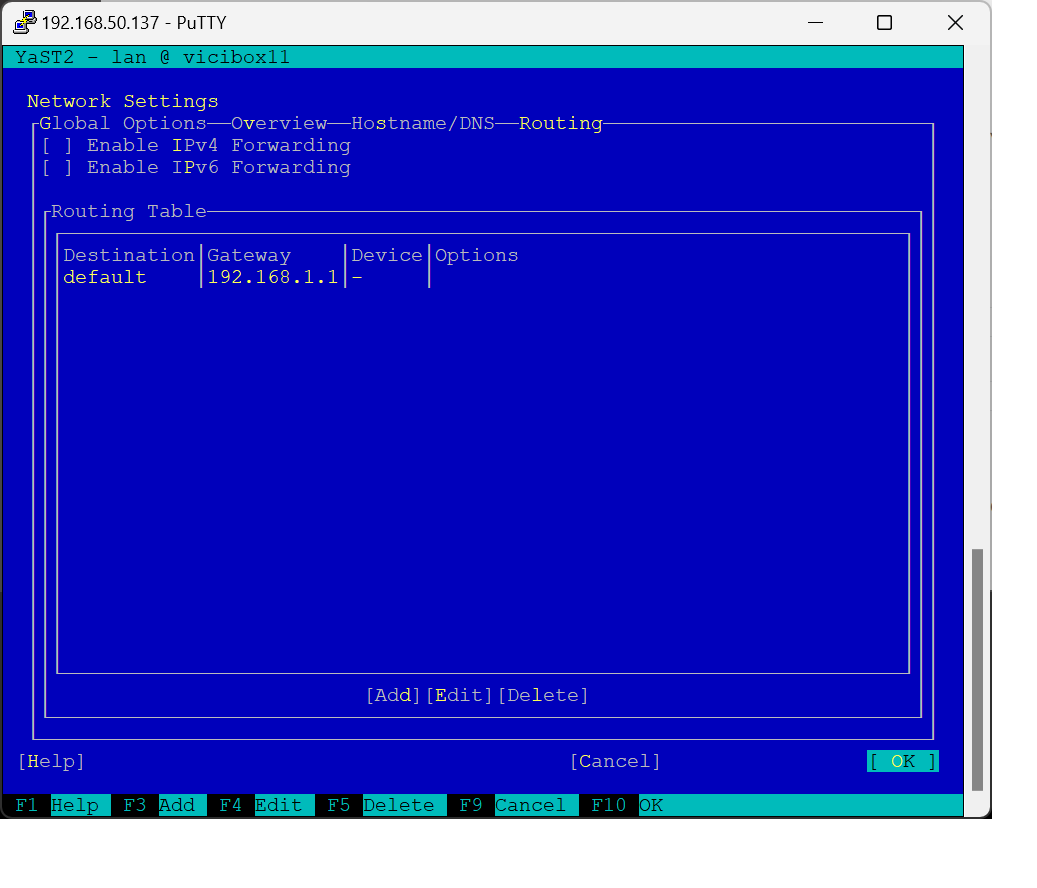 192.168.50.137 - PuTTY
YaST2 - lan @ vicibox11
Network Settings
Global Options Overview Hostname/DNS Routing
[ ] Enable IPv4 Forwarding
[ ] Enable IPv6 Forwarding
Routing Table
Destination|Gateway |Device|Options
default |192.168.1.1|- |
[Add][Edit][Delete]
[Help] [Cancel] [ OK ]
F1 Help F3 Add F4 Edit F5 Delete F9 Cancel F10 OK